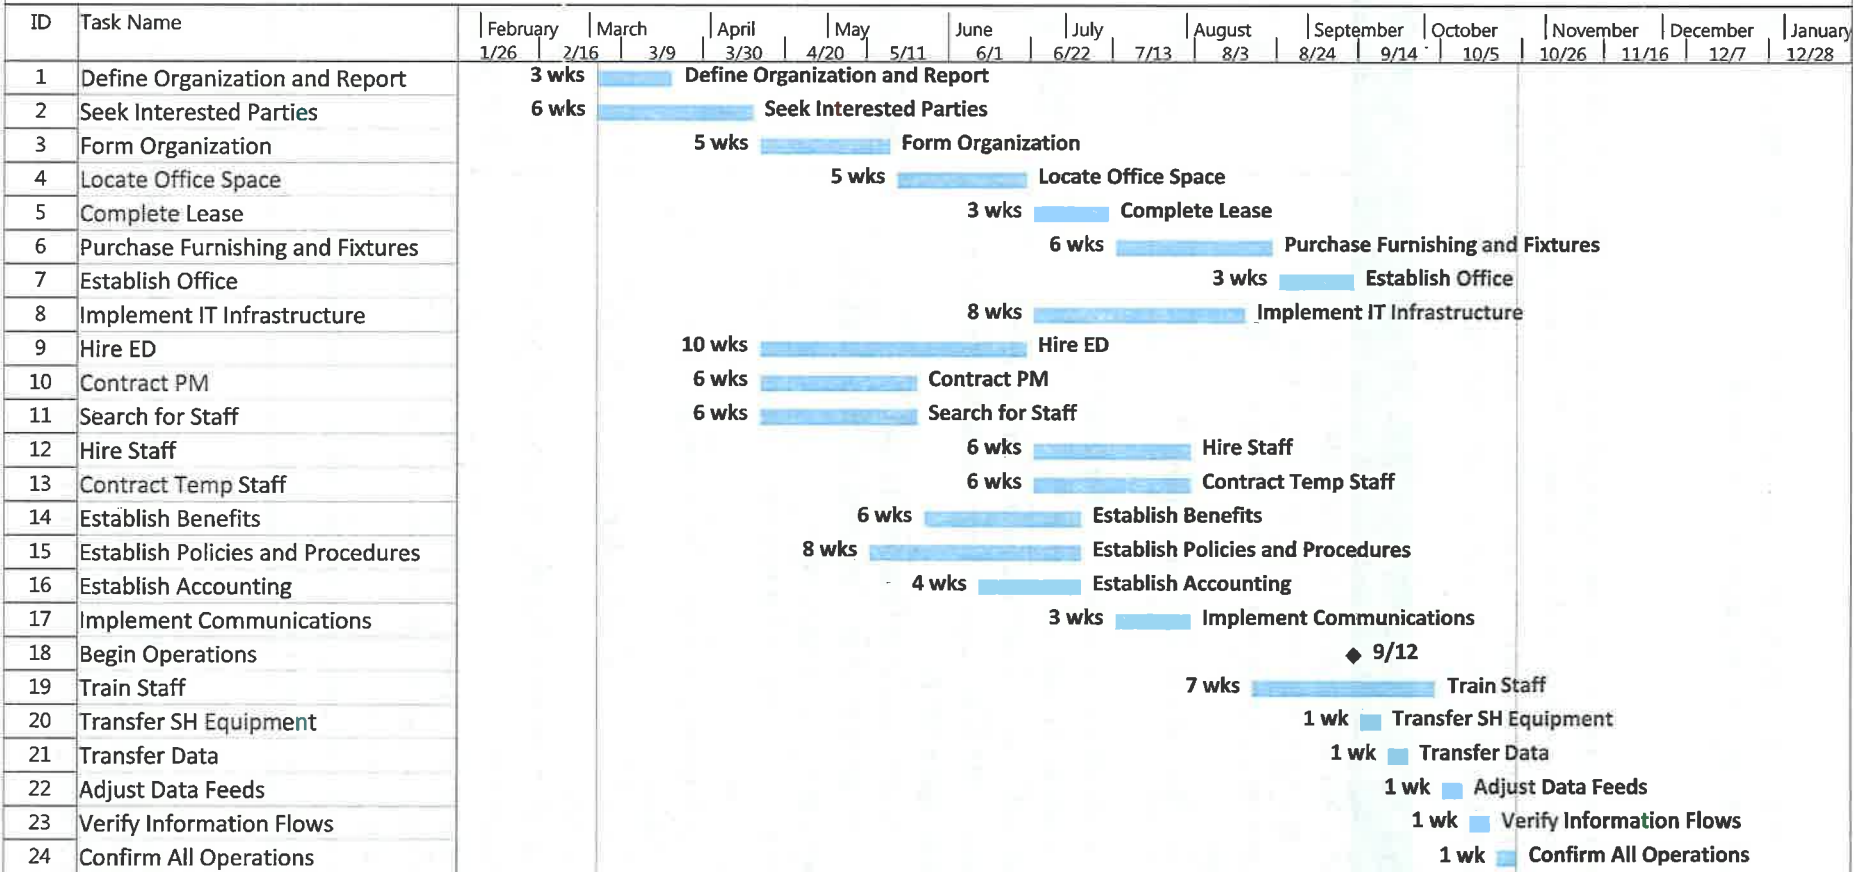 ID Task Name February March April May June July August September October November December January
1/26 2/16 3/9 3/30 4/20 5/11 6/1 6/22 7/13 8/3 8/24 9/14 10/5 10/26 11/16 12/7 12/28
1 Define Organization and Report 3 wks Define Organization and Report
2 Seek Interested Parties 6 wks Seek Interested Parties
3 Form Organization 5 wks Form Organization
4 Locate Office Space 5 wks Locate Office Space
5 Complete Lease 3 wks Complete Lease
6 Purchase Furnishing and Fixtures 6 wks Purchase Furnishing and Fixtures
7 Establish Office 3 wks Establish Office
8 Implement IT Infrastructure 8 wks Implement IT Infrastructure
9 Hire ED 10 wks Hire ED
10 Contract PM 6 wks Contract PM
11 Search for Staff 6 wks Search for Staff
12 Hire Staff 6 wks Hire Staff
13 Contract Temp Staff 6 wks Contract Temp Staff
14 Establish Benefits 6 wks Establish Benefits
15 Establish Policies and Procedures 8 wks Establish Policies and Procedures
16 Establish Accounting 4 wks Establish Accounting
17 Implement Communications 3 wks Implement Communications
18 Begin Operations 9/12
19 Train Staff 7 wks Train Staff
20 Transfer SH Equipment 1 wk Transfer SH Equipment
21 Transfer Data 1 wk Transfer Data
22 Adjust Data Feeds 1 wk Adjust Data Feeds
23 Verify Information Flows 1 wk Verify Information Flows
24 Confirm All Operations 1 wk Confirm All Operations